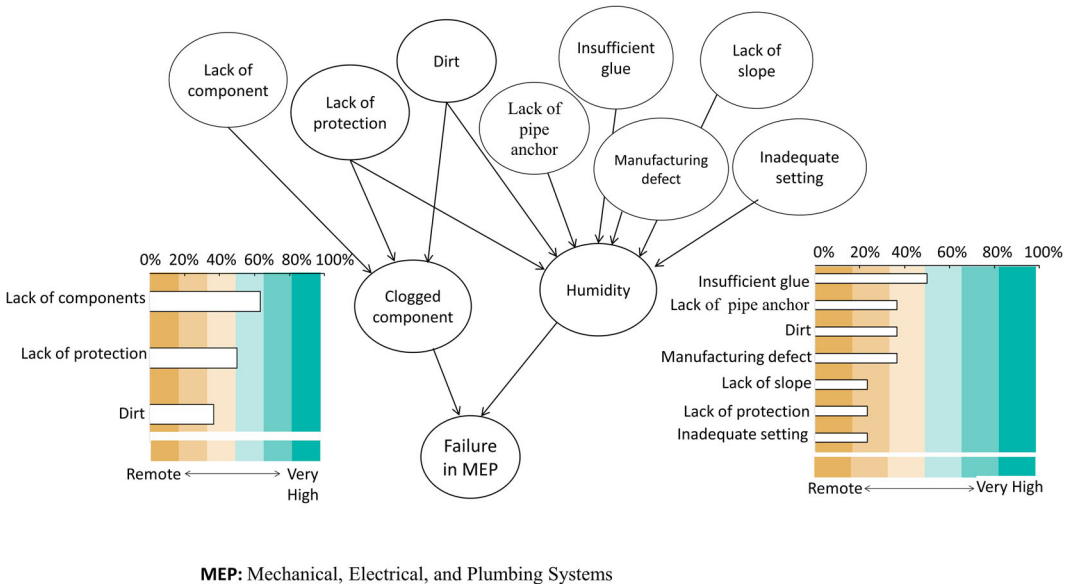 Lack of
component
Lack of
protection
Dirt
Lack of
pipe
anchor
Insufficient
glue
Lack of
slope
Manufacturing
defect
Inadequate
setting
Clogged
component
Humidity
Failure
in MEP
0% 20% 40% 60% 80% 100%
Lack of components
Lack of protection
Dirt
Remote
Very
High
0% 20% 40% 60% 80% 100%
Insufficient glue
Lack of pipe anchor
Dirt
Manufacturing defect
Lack of slope
Lack of protection
Inadequate setting
Remote
Very High
MEP: Mechanical, Electrical, and Plumbing Systems